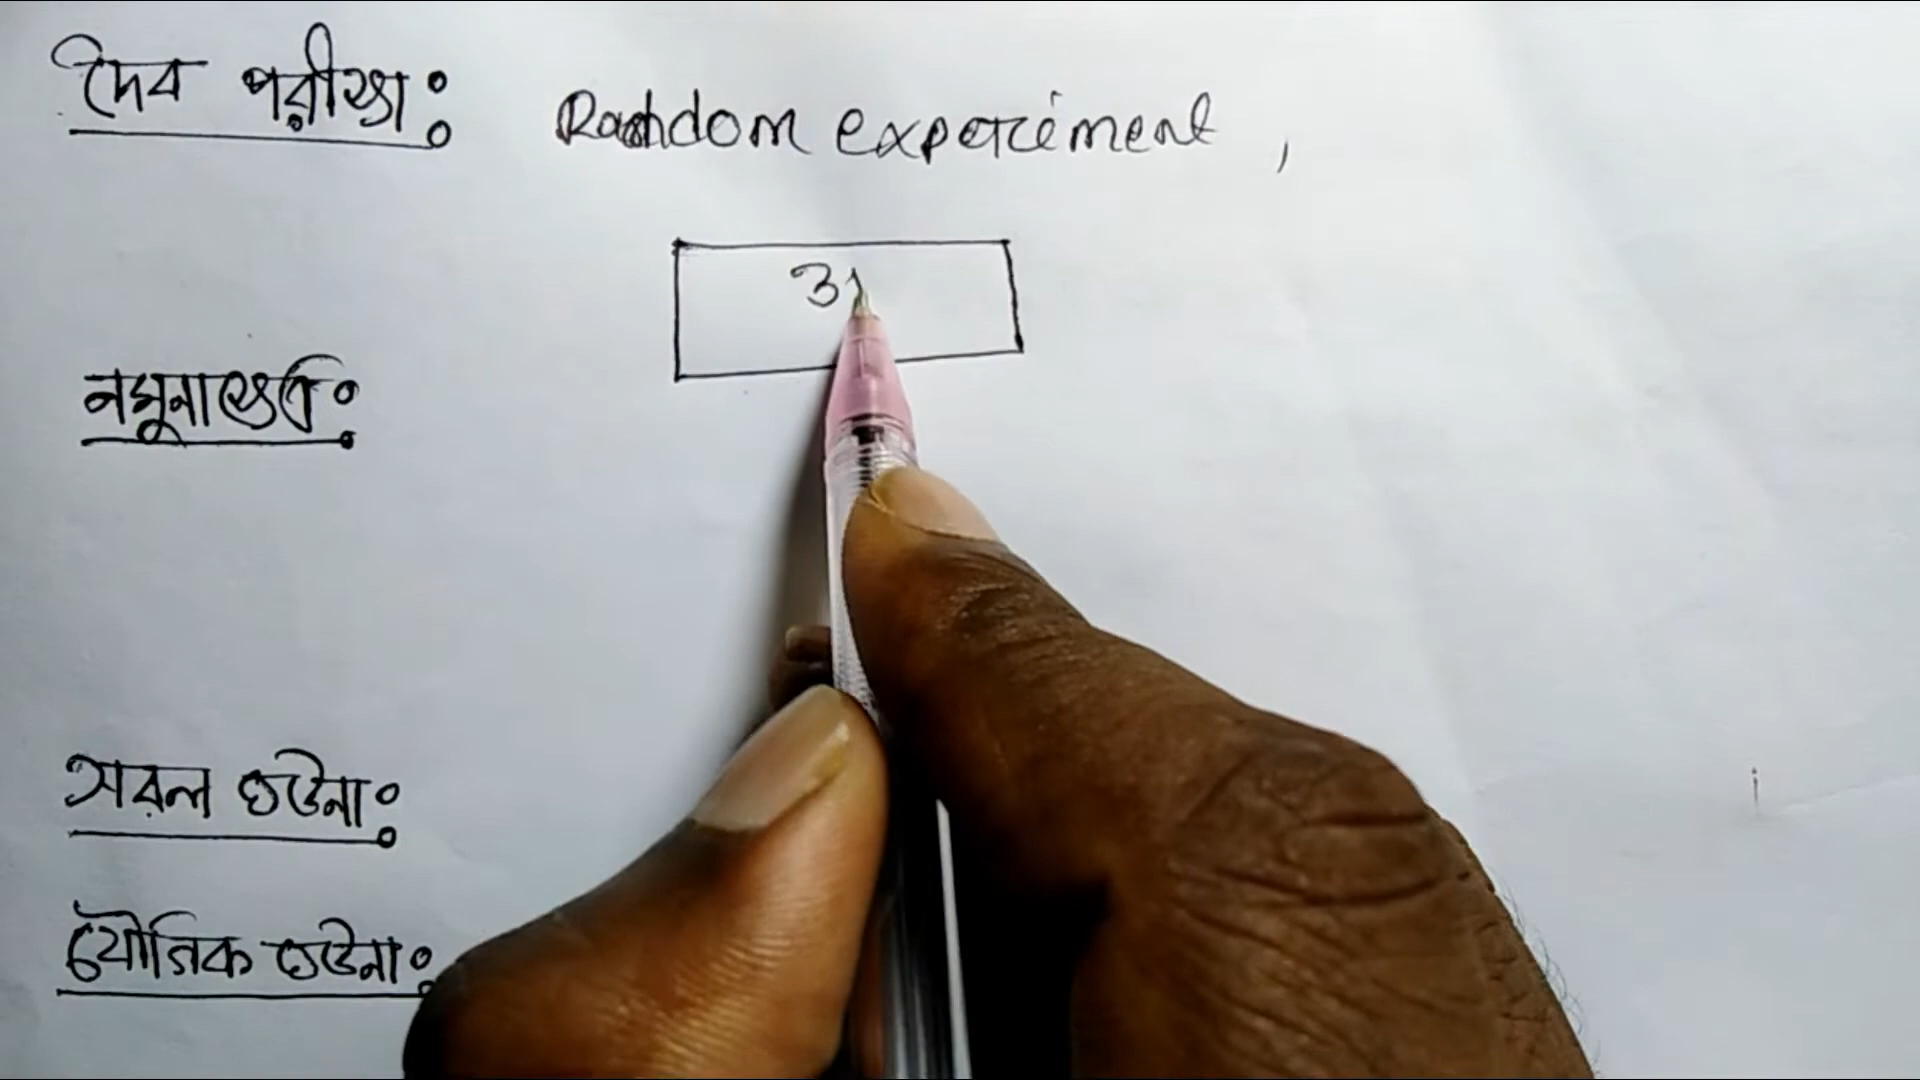 দৈব পরীক্ষা: Random experiment,
নমুনাক্ষেত্র:
সরল ঘটনা:
যৌগিক ঘটনা: